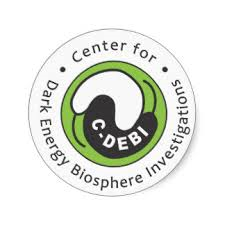 Center for
Dark Energy Biosphere Investigations
C-DEBI